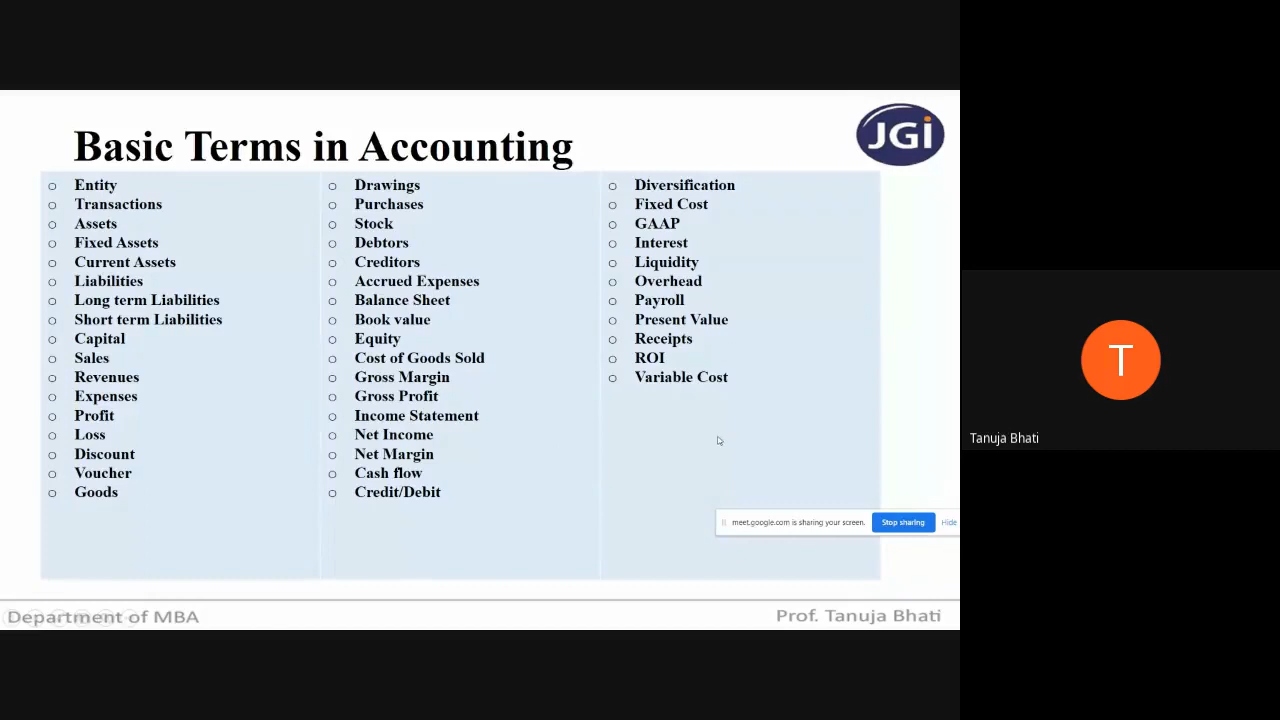 Basic Terms in Accounting
JGi
Entity
Transactions
Assets
Fixed Assets
Current Assets
Liabilities
Long term Liabilities
Short term Liabilities
Capital
Sales
Revenues
Expenses
Profit
Loss
Discount
Voucher
Goods
Drawings
Purchases
Stock
Debtors
Creditors
Accrued Expenses
Balance Sheet
Book value
Equity
Cost of Goods Sold
Gross Margin
Gross Profit
Income Statement
Net Income
Net Margin
Cash flow
Credit/Debit
Diversification
Fixed Cost
GAAP
Interest
Liquidity
Overhead
Payroll
Present Value
Receipts
ROI
Variable Cost
meet.google.com is sharing your screen. Stop sharing Hide
Department of MBA
Prof. Tanuja Bhati
T
Tanuja Bhati